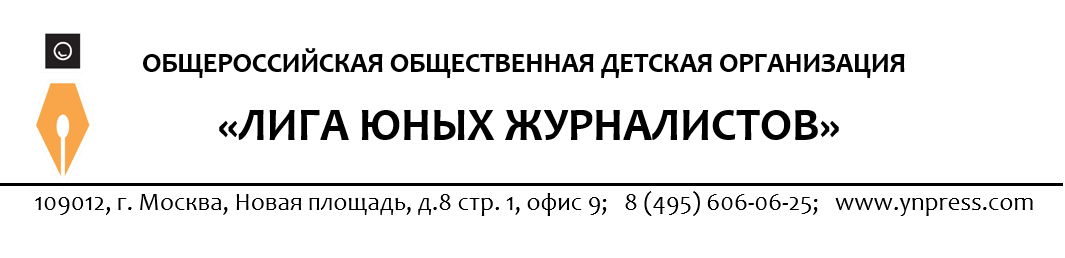 ОБЩЕРОССИЙСКАЯ ОБЩЕСТВЕННАЯ ДЕТСКАЯ ОРГАНИЗАЦИЯ
«ЛИГА ЮНЫХ ЖУРНАЛИСТОВ»
109012, г. Москва, Новая площадь, д.8 стр. 1, офис 9; 8 (495) 606-06-25; www.ynpress.com